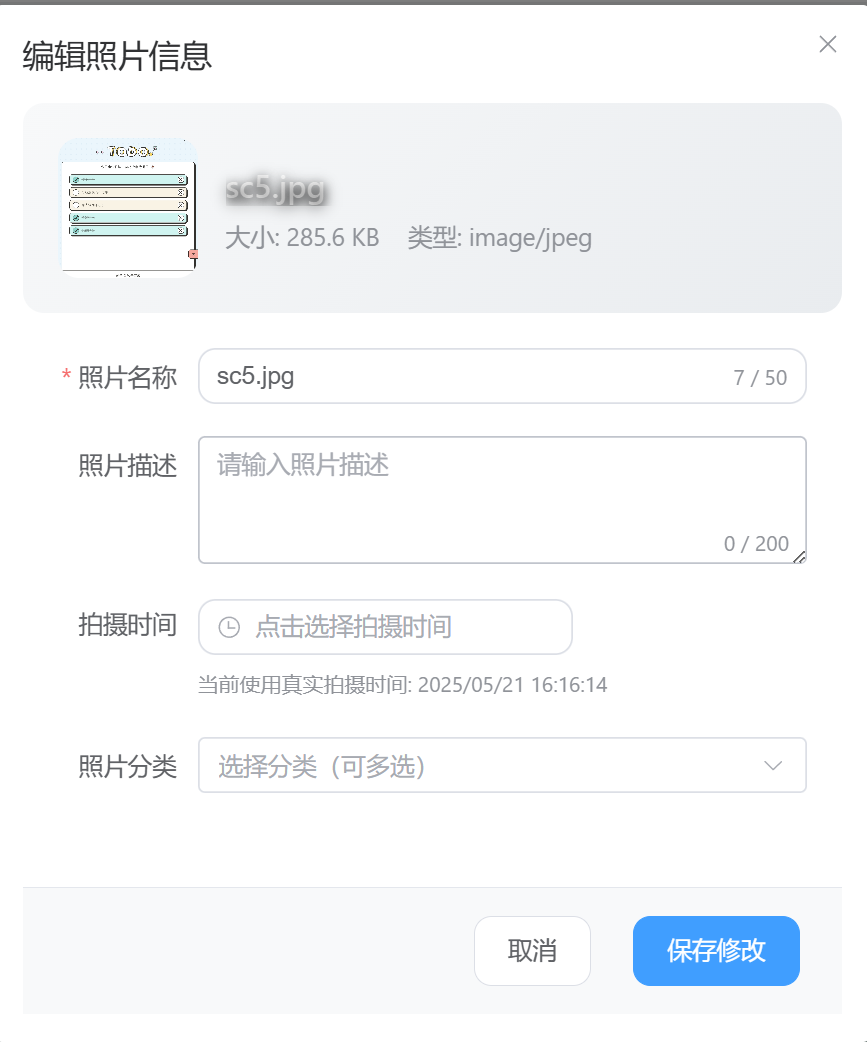 编辑照片信息
sc5.jpg
大小: 285.6 KB 类型: image/jpeg
* 照片名称 sc5.jpg 7 / 50
照片描述 请输入照片描述
0 / 200
拍摄时间 点击选择拍摄时间
当前使用真实拍摄时间: 2025/05/21 16:16:14
照片分类 选择分类（可多选）
取消 保存修改